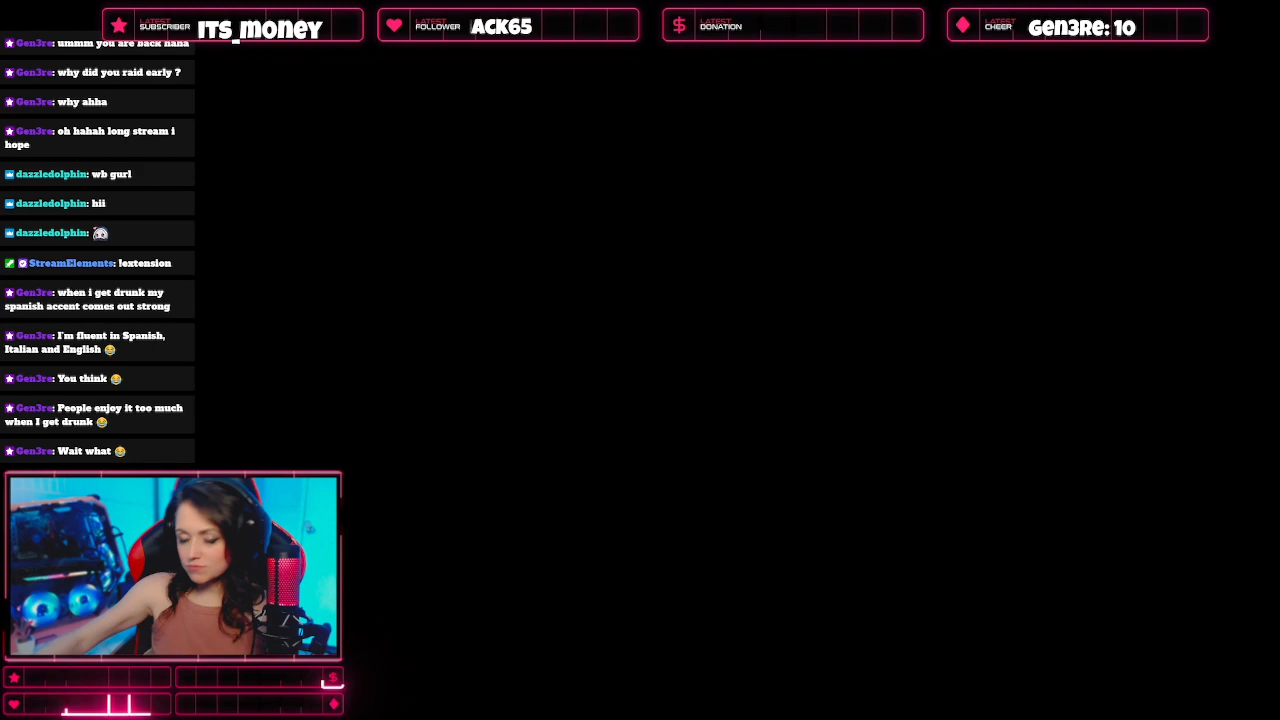 LATEST
SUBSCRIBER
ITS_MONEY
LATEST
FOLLOWER
ACK65
LATEST
DONATION
LATEST
CHEER
Gen3Re: 10
Gen3re: ummm you are back haha
Gen3re: why did you raid early ?
Gen3re: why ahha
Gen3re: oh hahah long stream i
hope
dazzledolphin: wb gurl
dazzledolphin: hii
dazzledolphin:
StreamElements: !extension
Gen3re: when i get drunk my
spanish accent comes out strong
Gen3re: I'm fluent in Spanish,
Italian and English 😂
Gen3re: You think 😂
Gen3re: People enjoy it too much
when I get drunk 😂
Gen3re: Wait what 😂